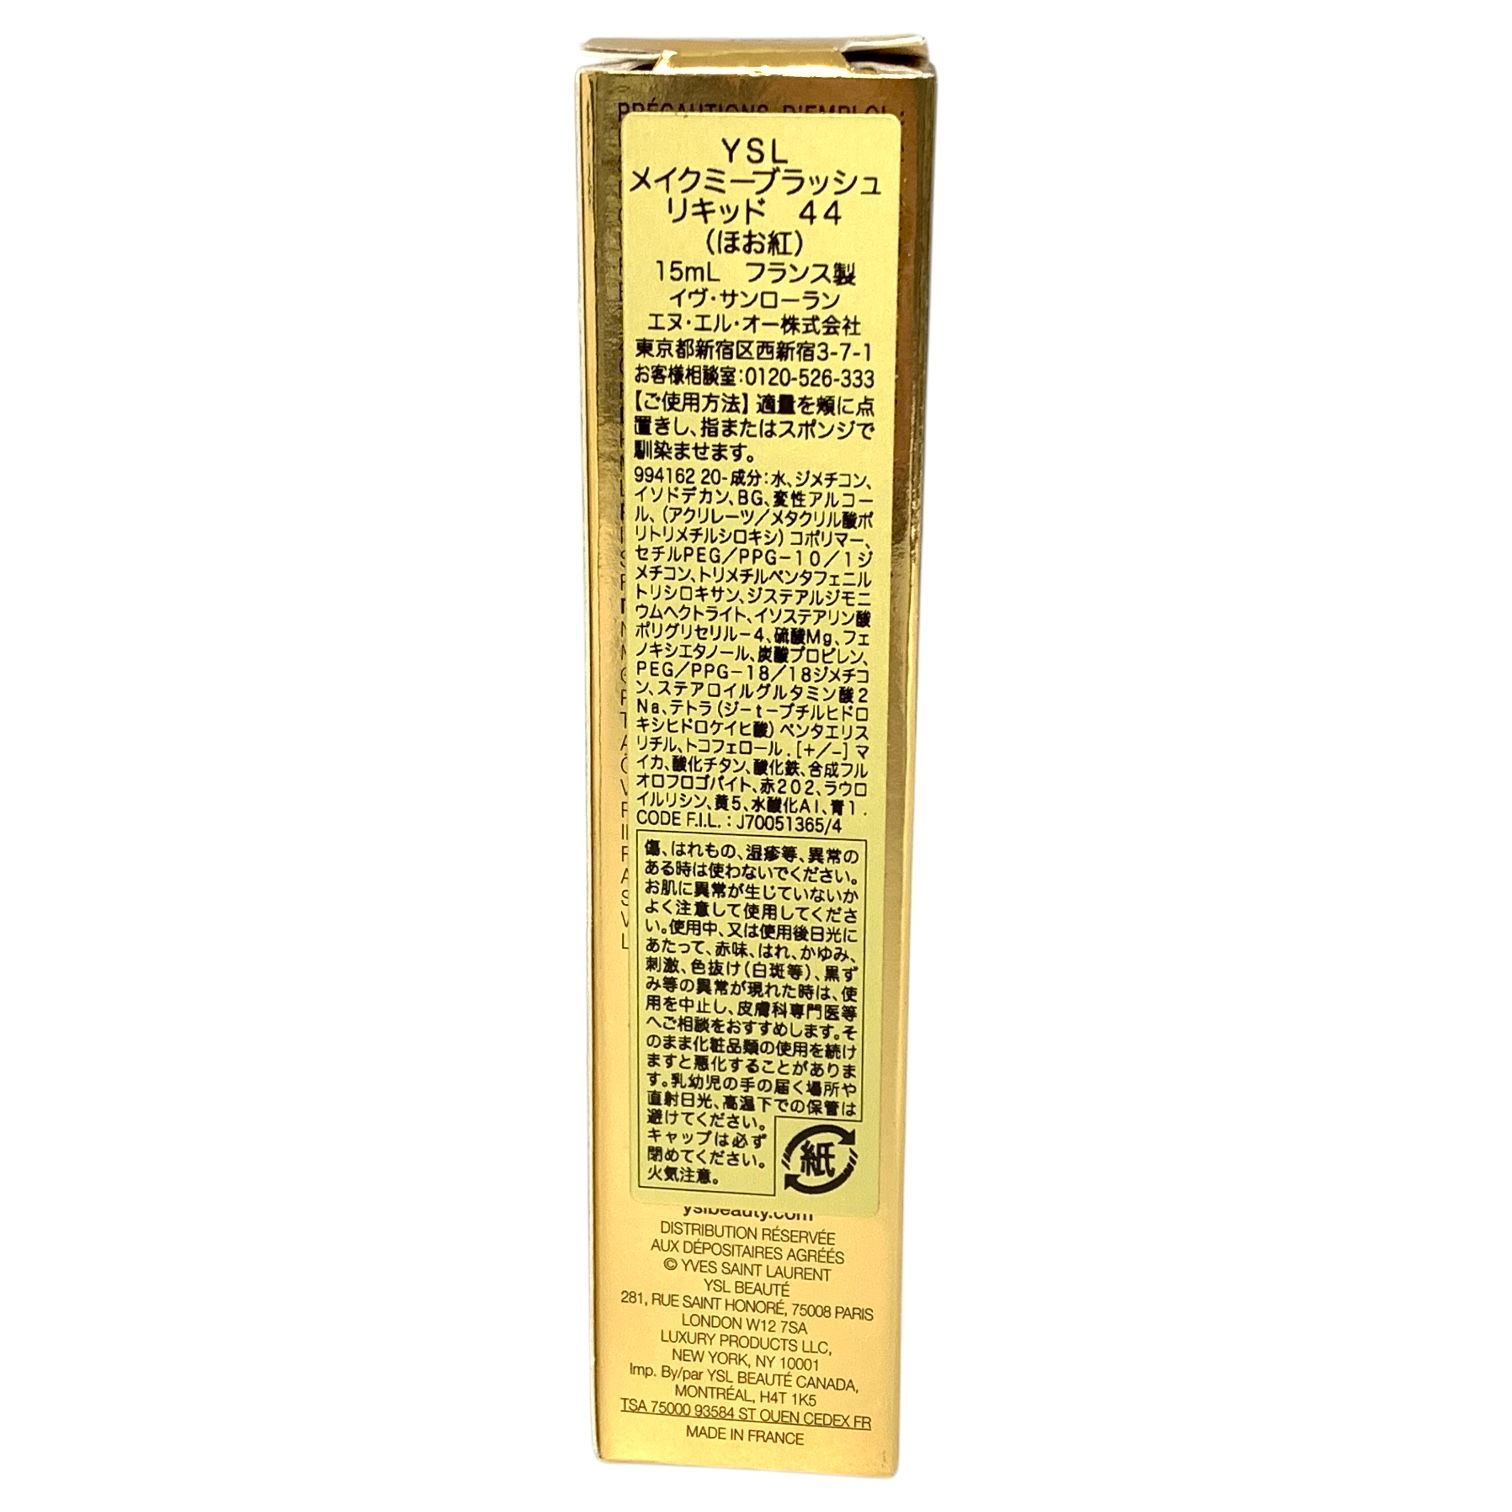 PRÉCAUTIONS D'EMPLOI :
YSL
メイクミーブラッシュ
リキッド 44
(ほお紅)
15mL フランス製
イヴ・サンローラン
エヌ・エル・オー株式会社
東京都新宿区西新宿3-7-1
お客様相談室:0120-526-333
【ご使用方法】適量を頬に点
置きし、指またはスポンジで
馴染ませます。
994162 20-成分:水、ジメチコン、
イソドデカン、BG、変性アルコー
ル、(アクリレーツ/メタクリル酸ポ
リトリメチルシロキシ)コポリマー、
セチルPEG/PPG-10/1ジ
メチコン、トリメチルペンタフェニル
トリシロキサン、ジステアルジモニ
ウムヘクトライト、イソステアリン酸
ポリグリセリル-4、硫酸Mg、フェ
ノキシエタノール、炭酸プロピレン、
PEG/PPG-18/18ジメチコ
ン、ステアロイルグルタミン酸2
Na、テトラ(ジ-t-ブチルヒドロ
キシヒドロケイヒ酸)ペンタエリス
リチル、トコフェロール.[+/-]マ
イカ、酸化チタン、酸化鉄、合成フル
オロフロゴパイト、赤202、ラウロ
イルリシン、黄5、水酸化Al、青1.
CODE F.I.L.:J70051365/4
傷、はれもの、湿疹等、異常の
ある時は使わないでください。
お肌に異常が生じていないか
よく注意して使用してくださ
い。使用中、又は使用後日光に
あたって、赤味、はれ、かゆみ、
刺激、色抜け(白斑等)、黒ず
み等の異常が現れた時は、使
用を中止し、皮膚科専門医等
へご相談をおすすめします。そ
のまま化粧品類の使用を続け
ますと悪化することがありま
す。乳幼児の手の届く場所や
直射日光、高温下での保管は
避けてください。
キャップは必ず
閉めてください。
火気注意。
紙
yslbeauty.com
DISTRIBUTION RÉSERVÉE
AUX DÉPOSITAIRES AGRÉÉS
© YVES SAINT LAURENT
YSL BEAUTÉ
281, RUE SAINT HONORÉ, 75008 PARIS
LONDON W12 7SA
LUXURY PRODUCTS LLC,
NEW YORK, NY 10001
Imp. By/par YSL BEAUTÉ CANADA,
MONTRÉAL, H4T 1K5
TSA 75000 93584 ST OUEN CEDEX FR
MADE IN FRANCE